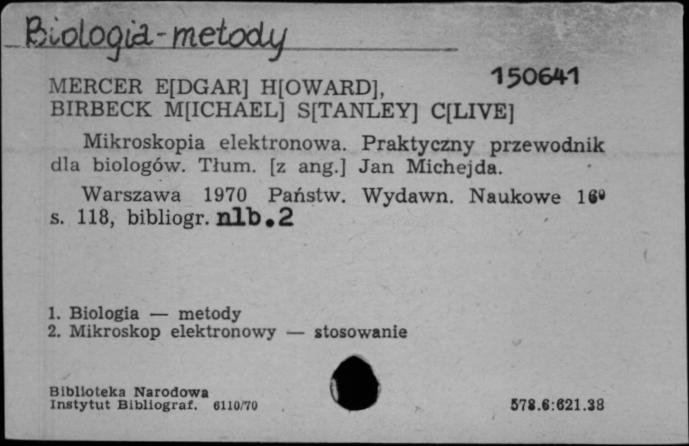 Biologia - metody
150641
MERCER E[DGAR] H[OWARD],
BIRBECK M[ICHAEL] S[TANLEY] C[LIVE]
Mikroskopia elektronowa. Praktyczny przewodnik
dla biologów. Tłum. [z ang.] Jan Michejda.
Warszawa 1970 Państw. Wydawn. Naukowe 16⁰
s. 118, bibliogr. nlb.2
1. Biologia — metody
2. Mikroskop elektronowy — stosowanie
Biblioteka Narodowa
Instytut Bibliograf. 6110/70
578.6:621.38